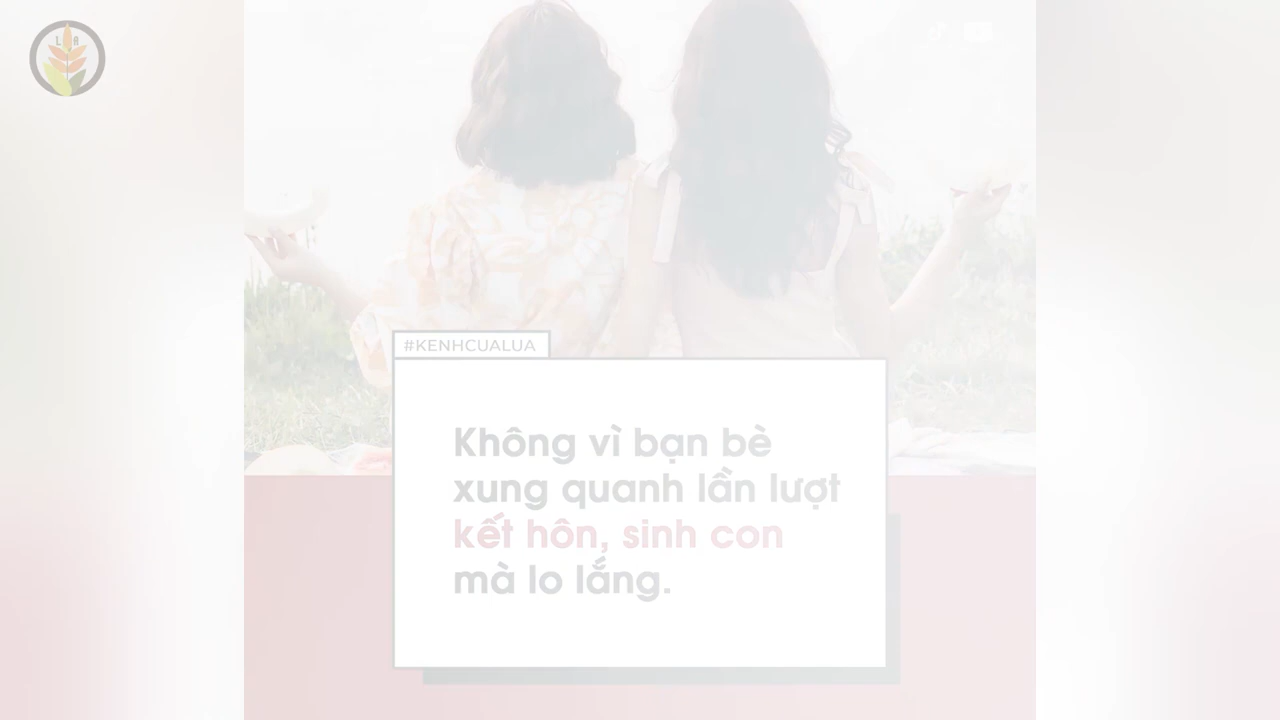 L A
#KENHCUALUA
Không vì bạn bè
xung quanh lần lượt
kết hôn, sinh con
mà lo lắng.